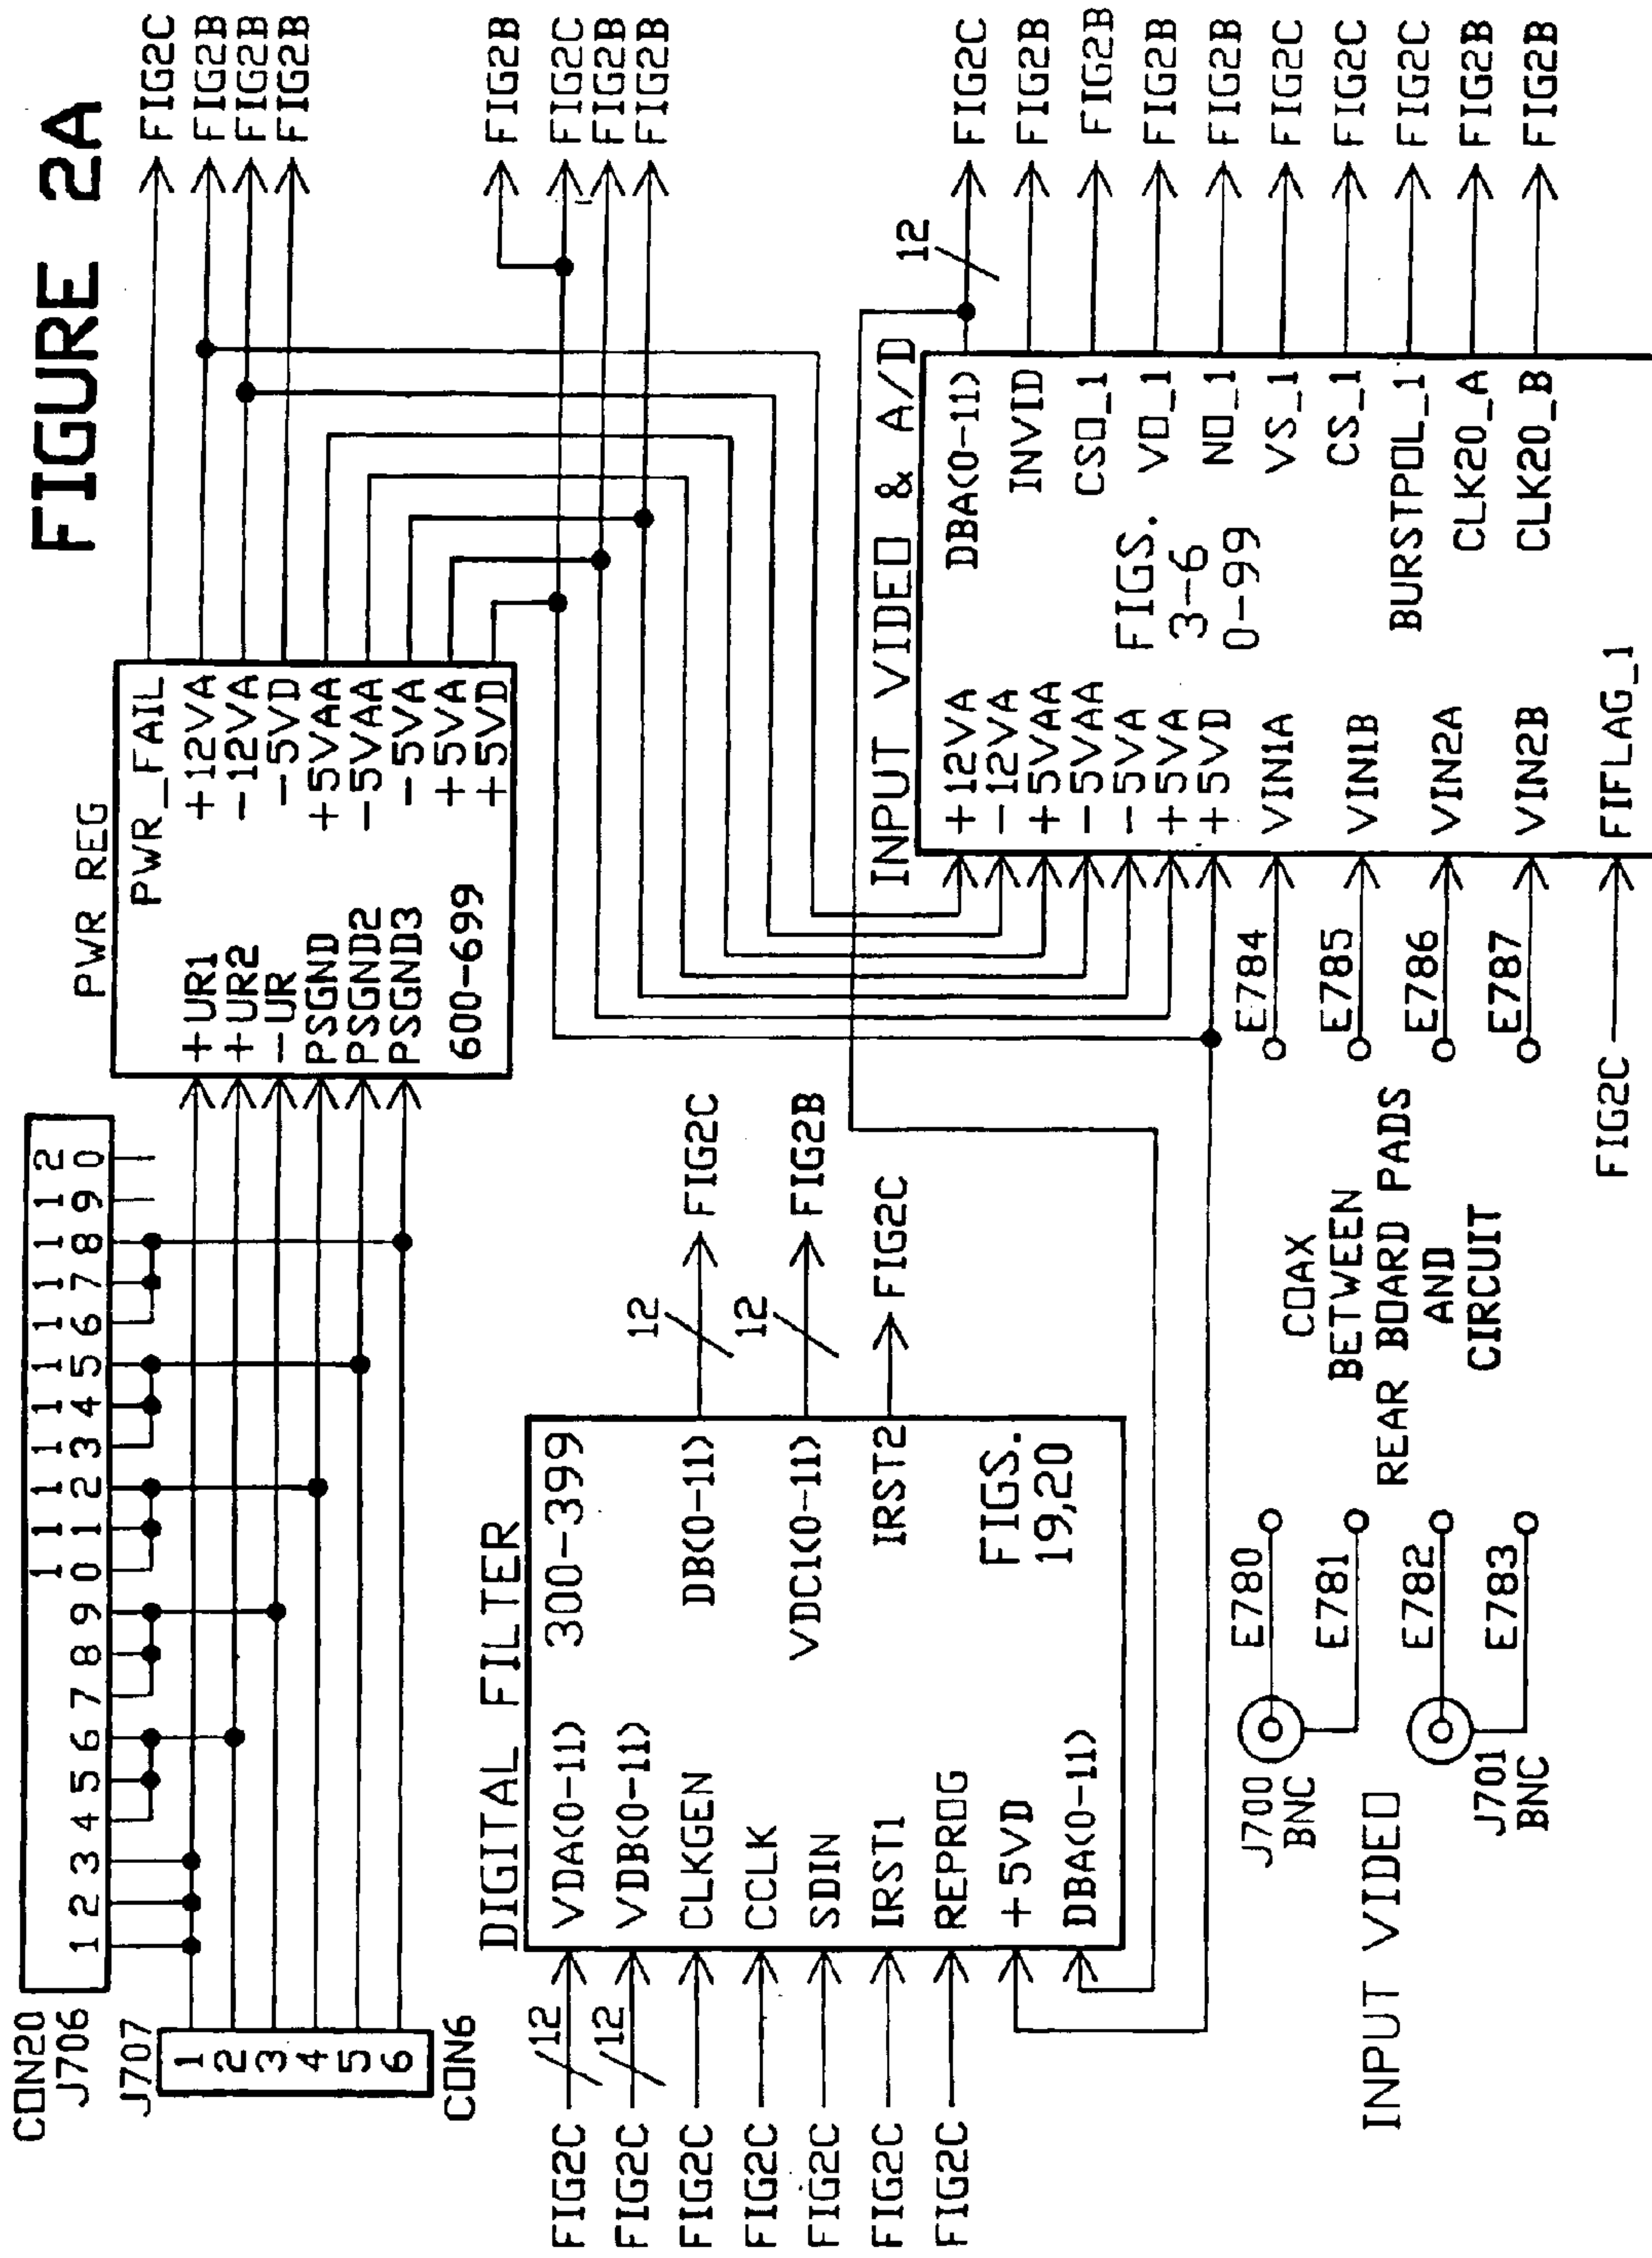 FIGURE 2A
CON20
J706
1 2 3 4 5 6 7 8 9 10 11 12 13 14 15 16 17 18 19 20
J707
1
2
3
4
5
6
CON6
PWR REG
+UR1
+UR2
-UR
PSGND
PSGND2
PSGND3
600-699
PWR_FAIL
+12VA
-12VA
-5VD
+5VAA
-5VAA
-5VA
+5VA
+5VD
FIG2C
FIG2B
FIG2B
FIG2B
FIG2B
FIG2C
FIG2B
FIG2B
DIGITAL FILTER
300-399
FIG2C 12 VDA(0-11)
FIG2C 12 VDB(0-11)
FIG2C CLKGEN
FIG2C CCLK
FIG2C SDIN
FIG2C IRST1
FIG2C REPROG
+5VD
DBA(0-11)
DB(0-11) 12 FIG2C
VDC1(0-11) 12 FIG2B
IRST2 FIG2C
FIGS.
19,20
INPUT VIDEO & A/D
+12VA
-12VA
+5VAA
-5VAA
-5VA
+5VA
+5VD
E784 VIN1A
E785 VIN1B
E786 VIN2A
E787 VIN2B
FIG2C FIFLAG_1
FIGS.
3-6
0-99
DBA(0-11) 12 FIG2C
INVID FIG2B
CSO_1 FIG2B
VO_1 FIG2B
NO_1 FIG2B
VS_1 FIG2C
CS_1 FIG2C
BURSTPOL_1 FIG2C
CLK20_A FIG2B
CLK20_B FIG2B
INPUT VIDEO
J700
BNC
E780
E781
J701
BNC
E782
E783
COAX
BETWEEN
REAR BOARD PADS
AND
CIRCUIT